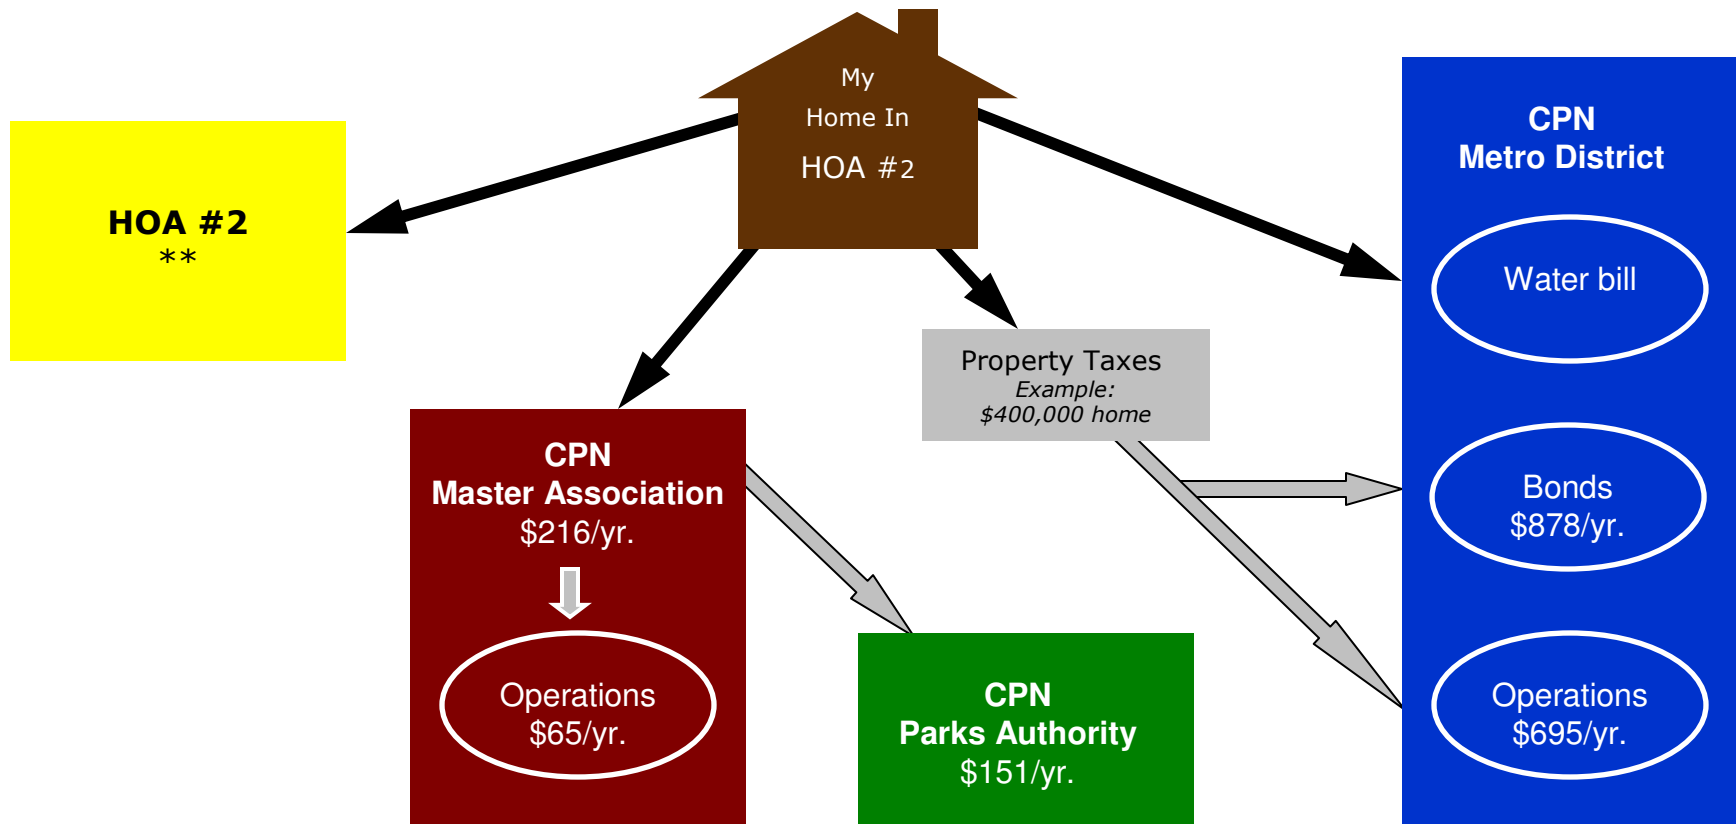 My
Home In
HOA #2
HOA #2
**
CPN
Metro District
Water bill
Bonds
$878/yr.
Operations
$695/yr.
Property Taxes
Example:
$400,000 home
CPN
Master Association
$216/yr.
Operations
$65/yr.
CPN
Parks Authority
$151/yr.